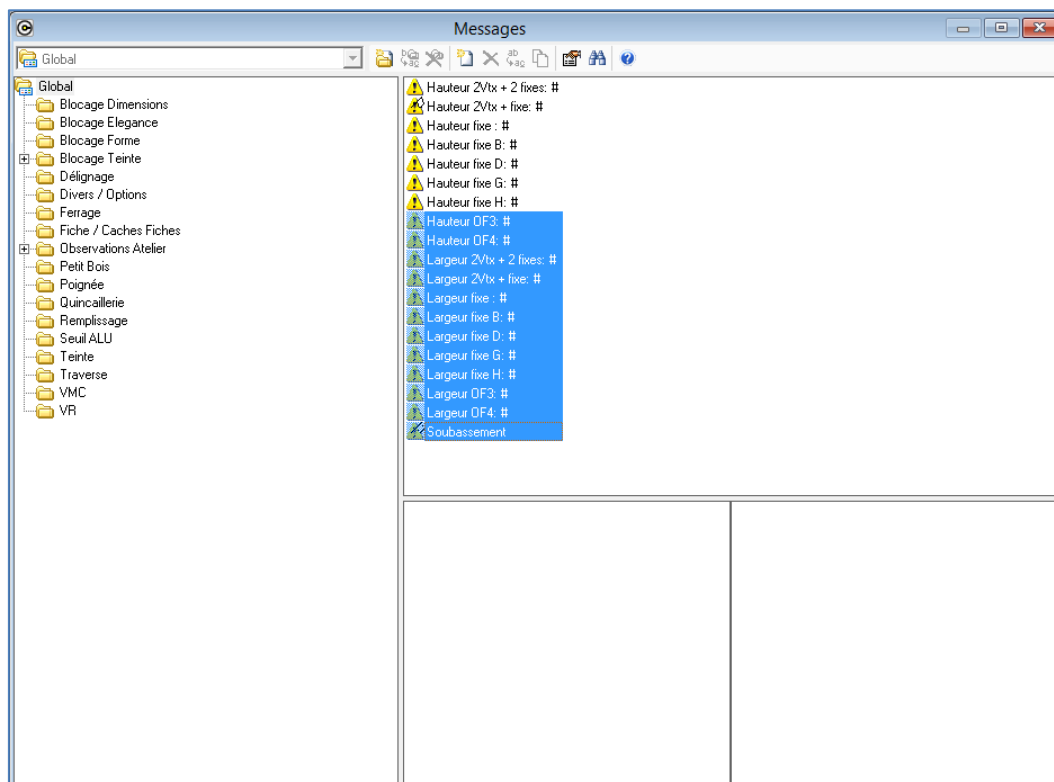 Messages
Global
Global
Blocage Dimensions
Blocage Elegance
Blocage Forme
Blocage Teinte
Délignage
Divers / Options
Ferrage
Fiche / Caches Fiches
Observations Atelier
Petit Bois
Poignée
Quincaillerie
Remplissage
Seuil ALU
Teinte
Traverse
VMC
VR
Hauteur 2Vtx + 2 fixes: #
Hauteur 2Vtx + fixe: #
Hauteur fixe : #
Hauteur fixe B: #
Hauteur fixe D: #
Hauteur fixe G: #
Hauteur fixe H: #
Hauteur OF3: #
Hauteur OF4: #
Largeur 2Vtx + 2 fixes: #
Largeur 2Vtx + fixe: #
Largeur fixe : #
Largeur fixe B: #
Largeur fixe D: #
Largeur fixe G: #
Largeur fixe H: #
Largeur OF3: #
Largeur OF4: #
Soubassement